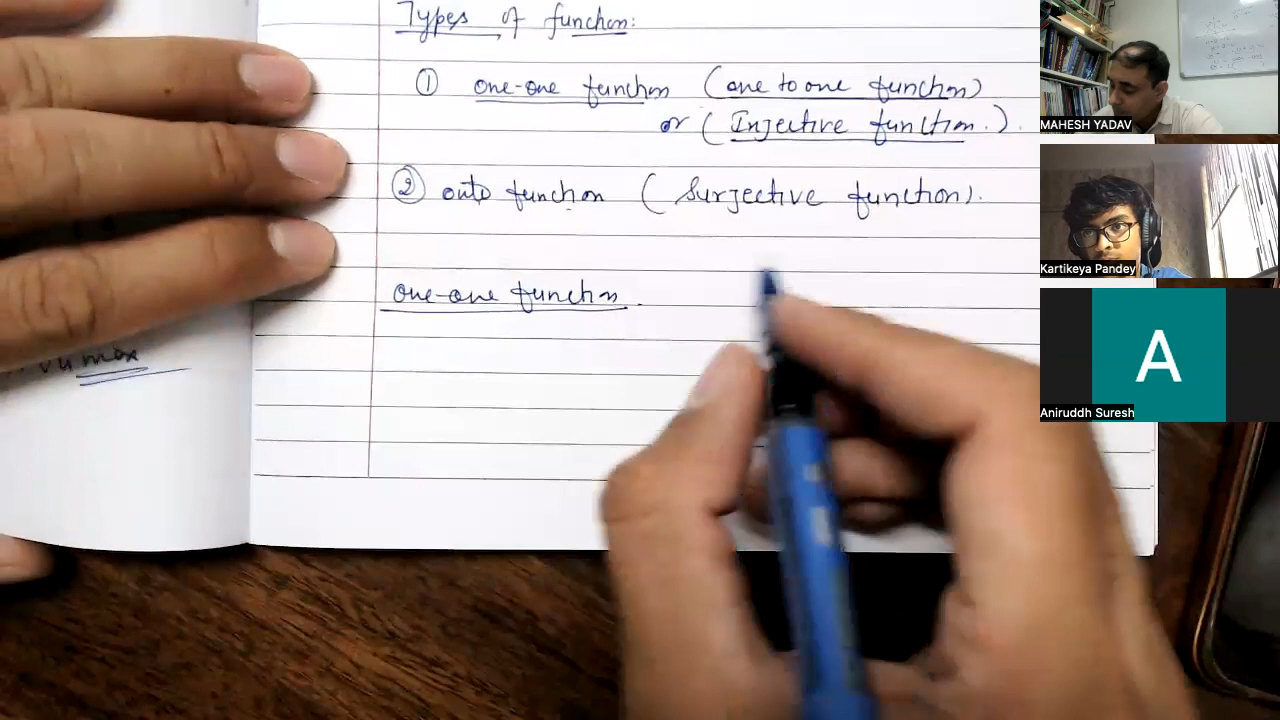 Types of function:
① one-one function (one to one function)
or (Injective function.).
② onto function (Surjective function).
one-one function.
max
MAHESH YADAV
Kartikeya Pandey
A
Aniruddh Suresh